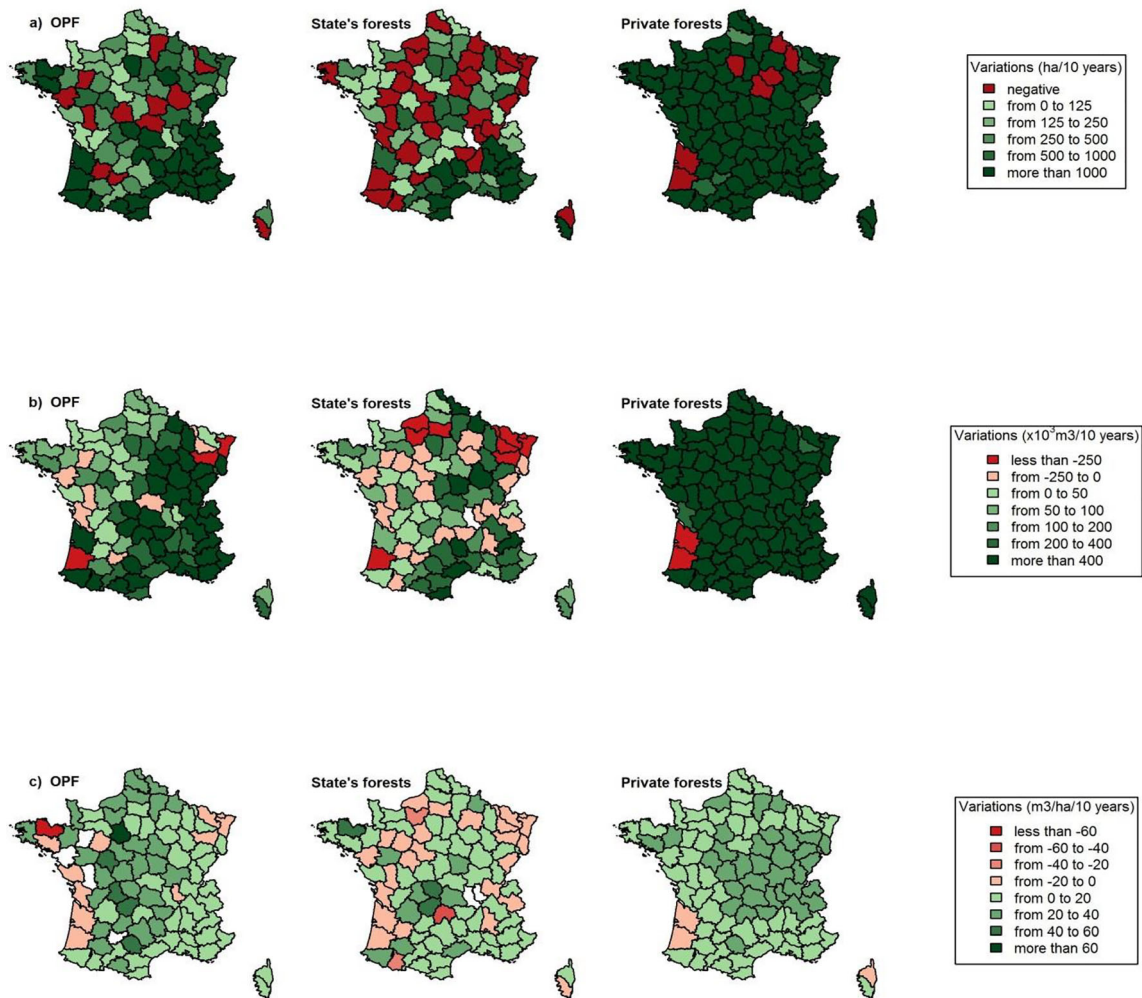 a) OPF
State's forests
Private forests
Variations (ha/10 years)
negative
from 0 to 125
from 125 to 250
from 250 to 500
from 500 to 1000
more than 1000
b) OPF
State's forests
Private forests
Variations (x10³m3/10 years)
less than -250
from -250 to 0
from 0 to 50
from 50 to 100
from 100 to 200
from 200 to 400
more than 400
c) OPF
State's forests
Private forests
Variations (m3/ha/10 years)
less than -60
from -60 to -40
from -40 to -20
from -20 to 0
from 0 to 20
from 20 to 40
from 40 to 60
more than 60